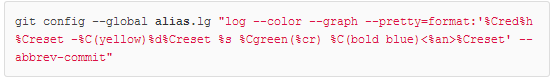 git config --global alias.lg "log --color --graph --pretty=format:'%Cred%h
%Creset -%C(yellow)%d%Creset %s %Cgreen(%cr) %C(bold blue)<%an>%Creset' --
abbrev-commit"